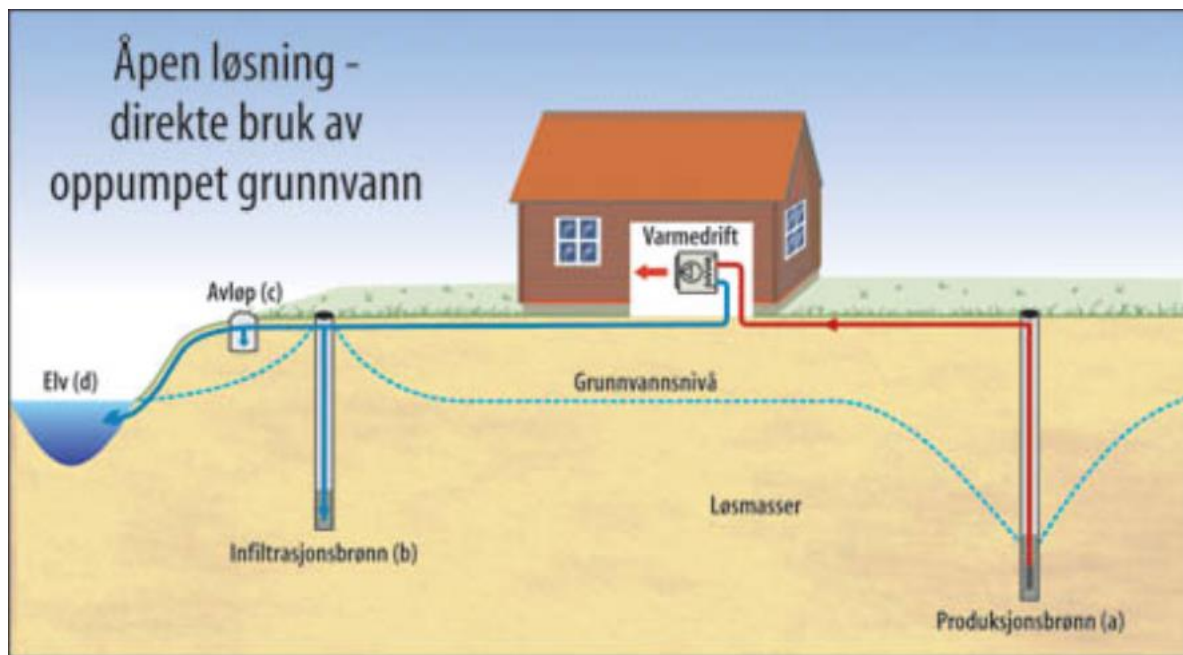 Åpen løsning -
direkte bruk av
oppumpet grunnvann
Varmedrift
Avløp (c)
Elv (d)
Grunnvannsnivå
Løsmasser
Infiltrasjonsbrønn (b)
Produksjonsbrønn (a)